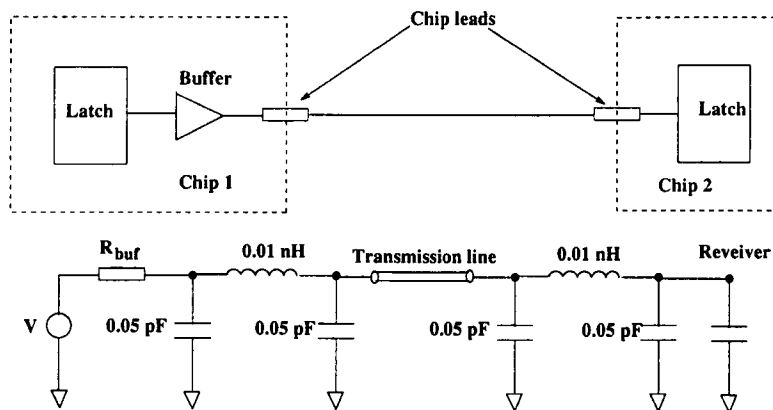 Chip leads
Buffer
Latch
Latch
Chip 1
Chip 2
R_buf
0.01 nH
Transmission line
0.01 nH
Reveiver
V
0.05 pF
0.05 pF
0.05 pF
0.05 pF